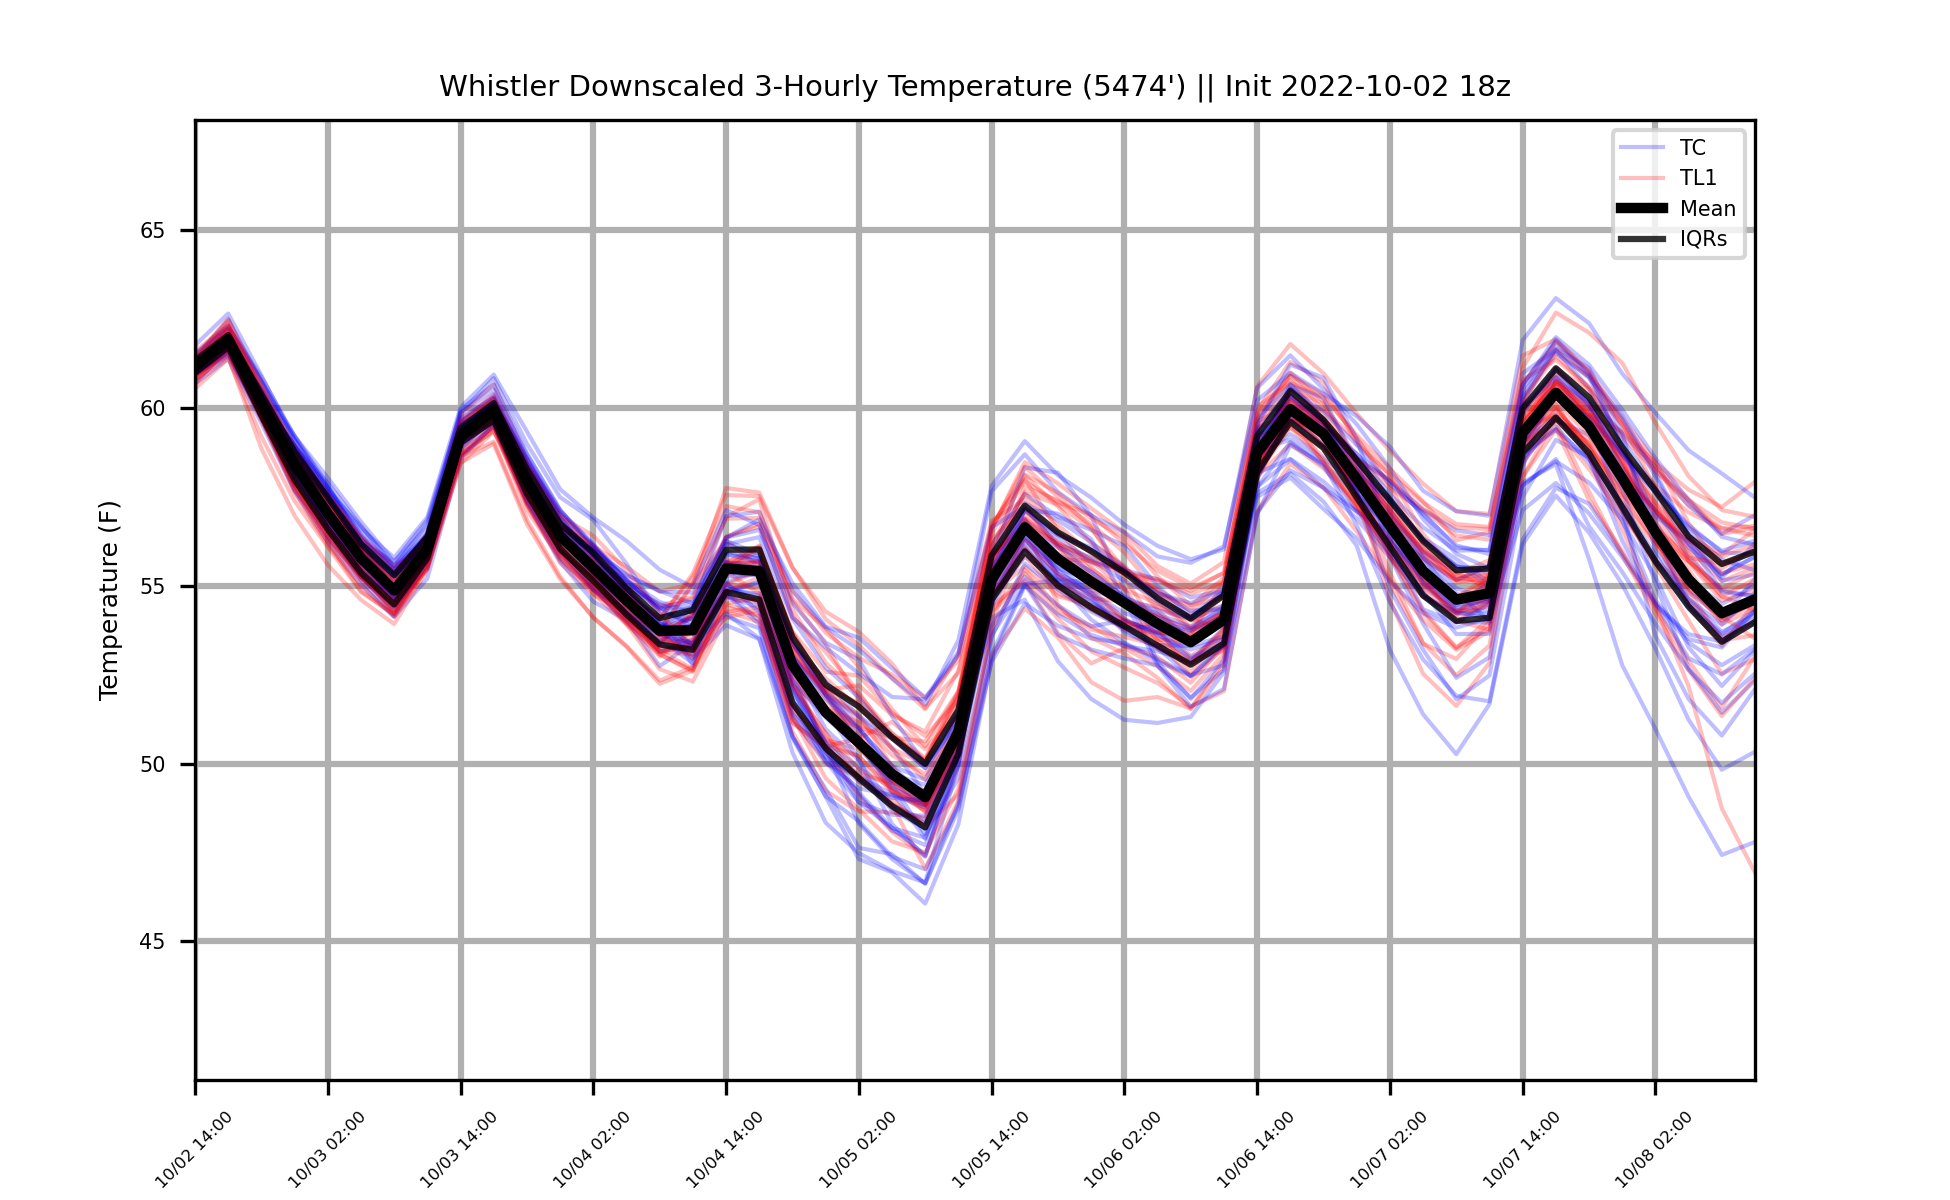 Whistler Downscaled 3-Hourly Temperature (5474') || Init 2022-10-02 18z
TC
TL1
Mean
IQRs
Temperature (F)
65
60
55
50
45
10/02 14:00
10/03 02:00
10/03 14:00
10/04 02:00
10/04 14:00
10/05 02:00
10/05 14:00
10/06 02:00
10/06 14:00
10/07 02:00
10/07 14:00
10/08 02:00